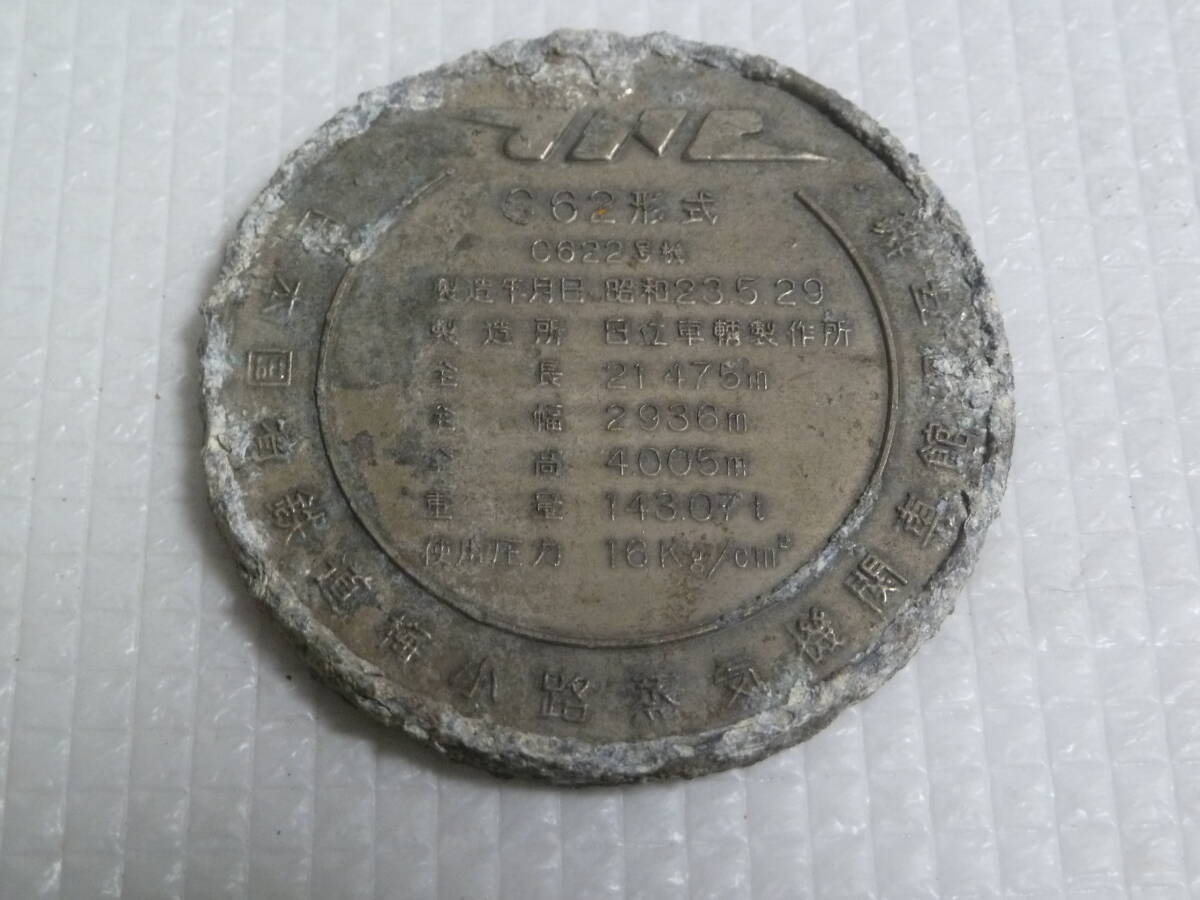 JNR
C62形式
C622号機
製造年月日 昭和23.5.29
製造所 日立車輌製作所
全長 21.475m
全幅 2936m
全高 4.005m
重量 143.07t
使用圧力 16Kg/cm²
日本国有鉄道梅小路蒸気機関車館